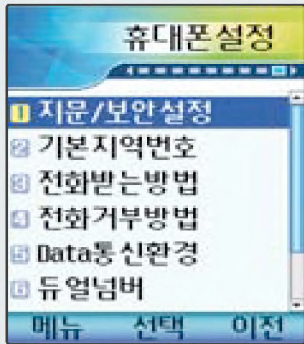 휴대폰설정
1 지문/보안설정
2 기본지역번호
3 전화받는방법
4 전화거부방법
5 Data통신환경
6 듀얼넘버
메뉴 선택 이전